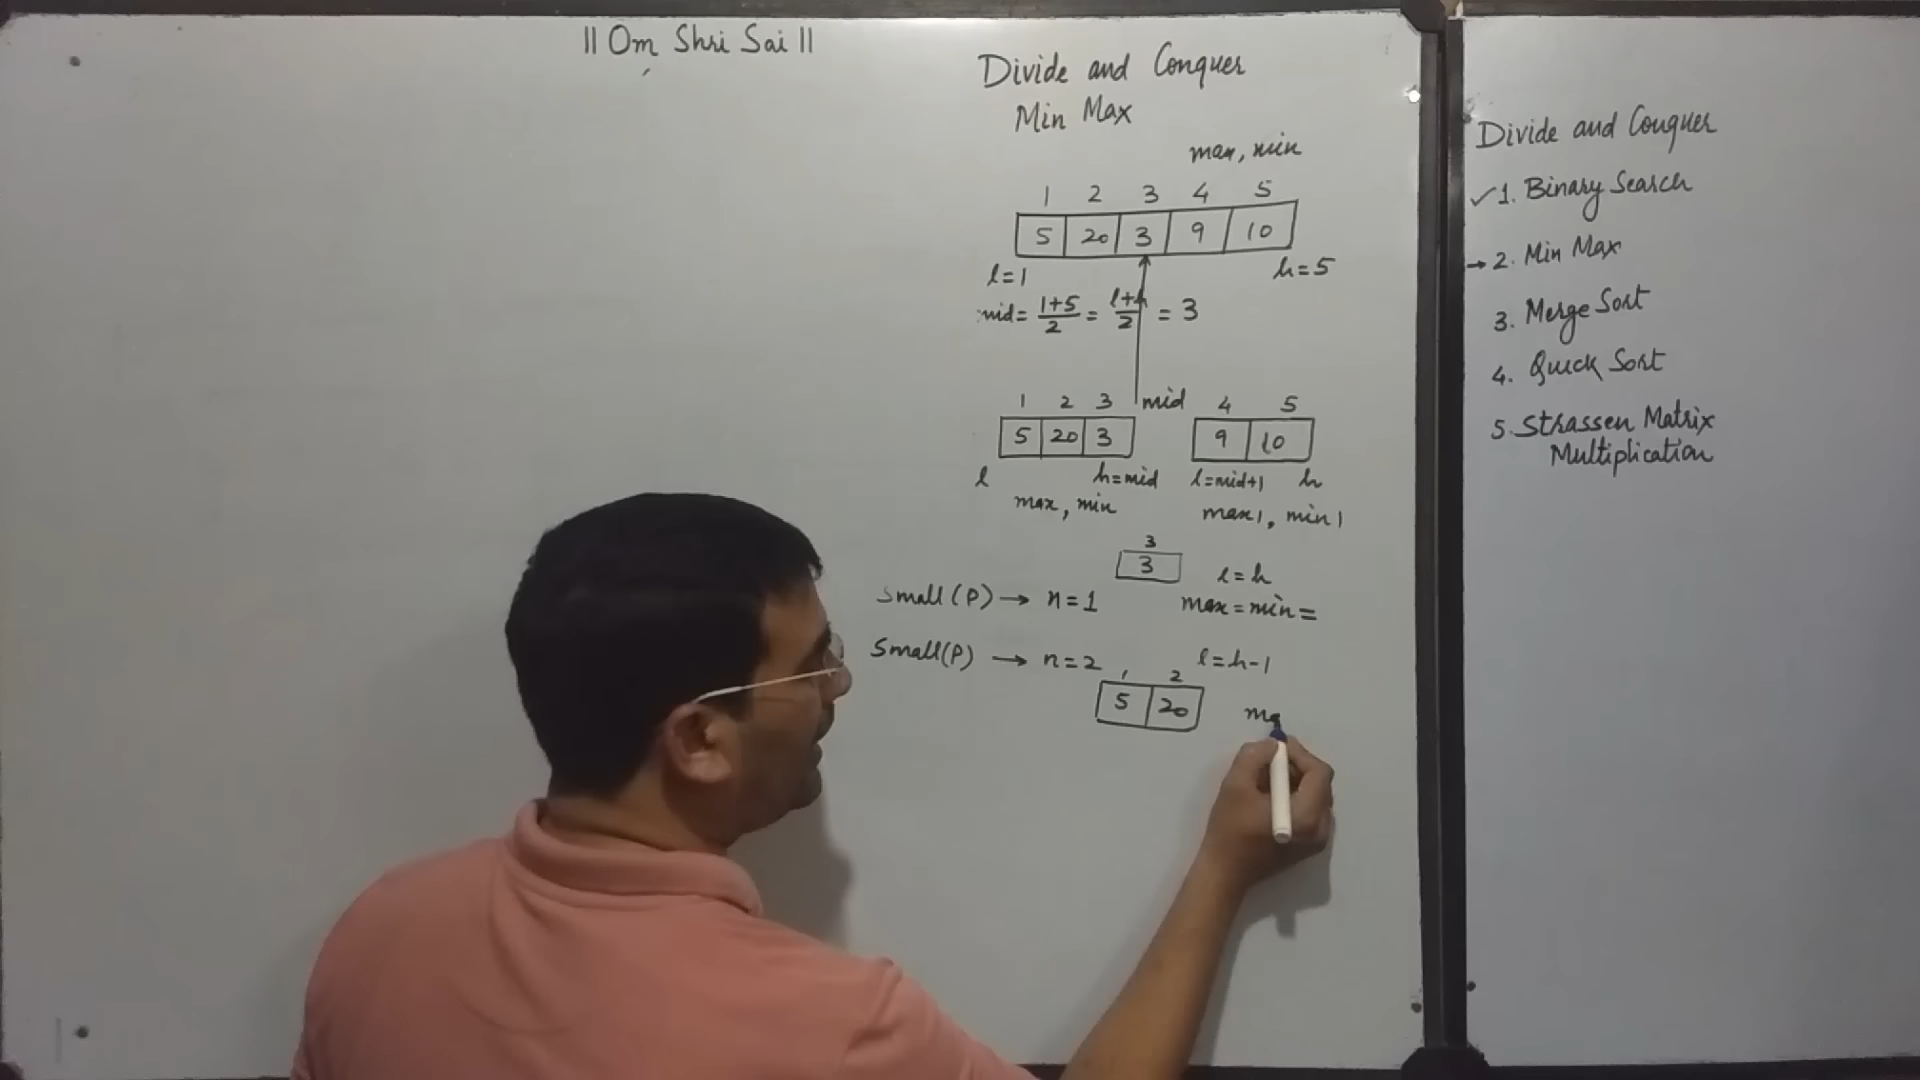 || Om Shri Sai ||
Divide and Conquer
Min Max
max, min
1 2 3 4 5
5 20 3 9 10
l=1 h=5
mid = 1+5/2 = l+h/2 = 3
1 2 3 mid 4 5
5 20 3 9 10
l h=mid l=mid+1 h
max, min max1, min1
3
3
l=h
Small(P) → n=1 max=min=
Small(P) → n=2 l=h-1
1 2
5 20 ma
Divide and Conquer
✓1. Binary Search
→2. Min Max
3. Merge Sort
4. Quick Sort
5. Strassen Matrix
Multiplication